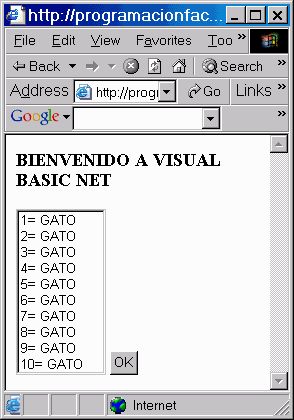 http://programacionfac...
File Edit View Favorites Too »
Back » Search
Address http://progr Go Links »
Google »
BIENVENIDO A VISUAL
BASIC NET
1= GATO
2= GATO
3= GATO
4= GATO
5= GATO
6= GATO
7= GATO
8= GATO
9= GATO
10= GATO
OK
Internet